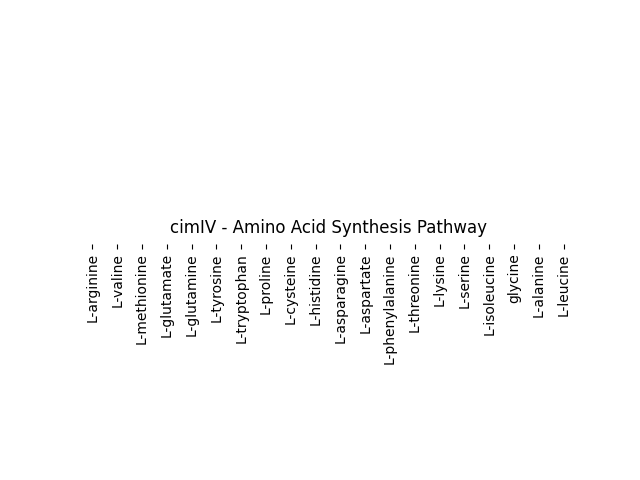 cimIV - Amino Acid Synthesis Pathway
L-arginine
L-valine
L-methionine
L-glutamate
L-glutamine
L-tyrosine
L-tryptophan
L-proline
L-cysteine
L-histidine
L-asparagine
L-aspartate
L-phenylalanine
L-threonine
L-lysine
L-serine
L-isoleucine
glycine
L-alanine
L-leucine